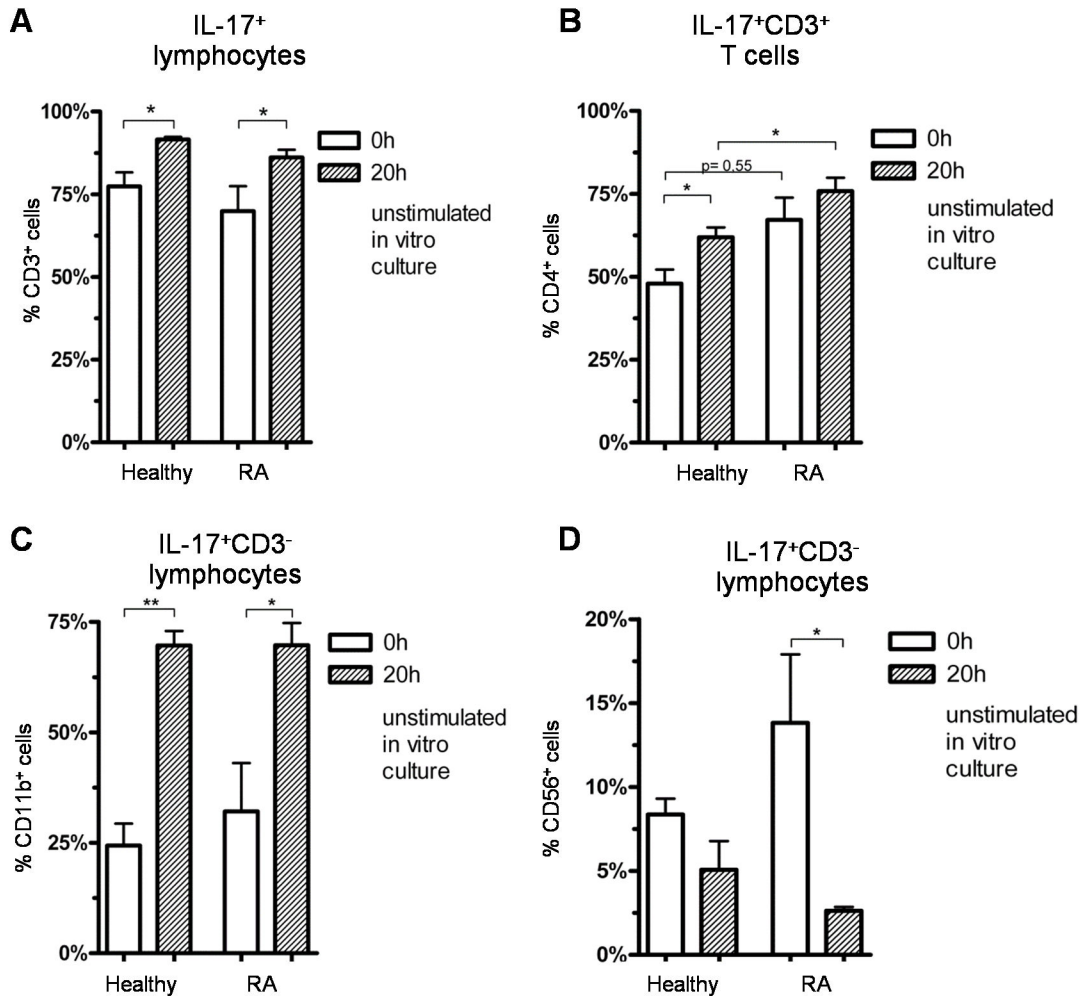 A
IL-17+
lymphocytes
% CD3+ cells
100%
75%
50%
25%
0%
*
*
0h
20h
unstimulated
in vitro
culture
Healthy
RA
B
IL-17+CD3+
T cells
% CD4+ cells
100%
75%
50%
25%
0%
*
p= 0.55
*
0h
20h
unstimulated
in vitro
culture
Healthy
RA
C
IL-17+CD3-
lymphocytes
% CD11b+ cells
75%
50%
25%
0%
**
*
0h
20h
unstimulated
in vitro
culture
Healthy
RA
D
IL-17+CD3-
lymphocytes
% CD56+ cells
20%
15%
10%
5%
0%
*
0h
20h
unstimulated
in vitro
culture
Healthy
RA